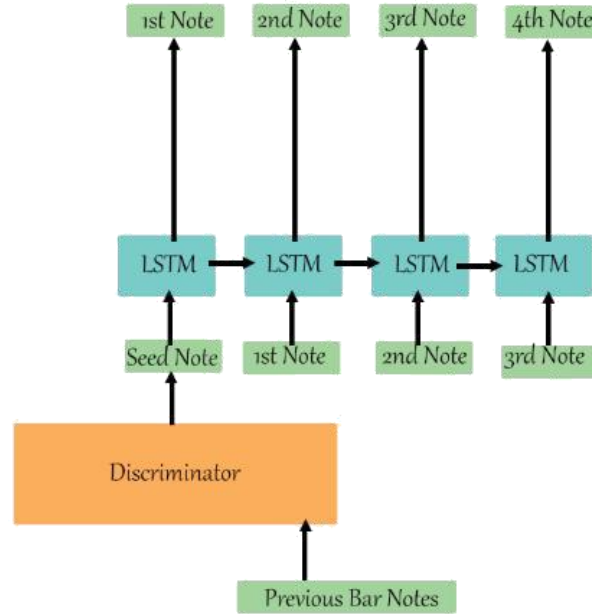 1st Note
2nd Note
3rd Note
4th Note
LSTM
LSTM
LSTM
LSTM
Seed Note
1st Note
2nd Note
3rd Note
Discriminator
Previous Bar Notes